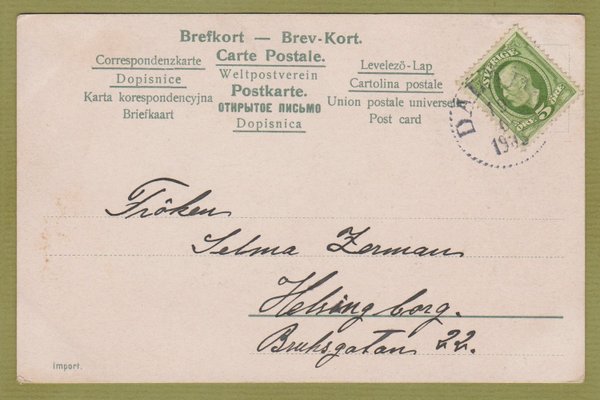 Brefkort — Brev-Kort.
Correspondenzkarte Carte Postale. Levelező-Lap
Dopisnice Weltpostverein Cartolina postale
Karta korespondencyjna Postkarte. Union postale universelle
Briefkaart ОТКРЫТОЕ ПИСЬМО Post card
Dopisnica
SVERIGE
5 ÖRE
Fröken
Selma Zerman
Helsingborg.
Bruksgatan 22.
Import.